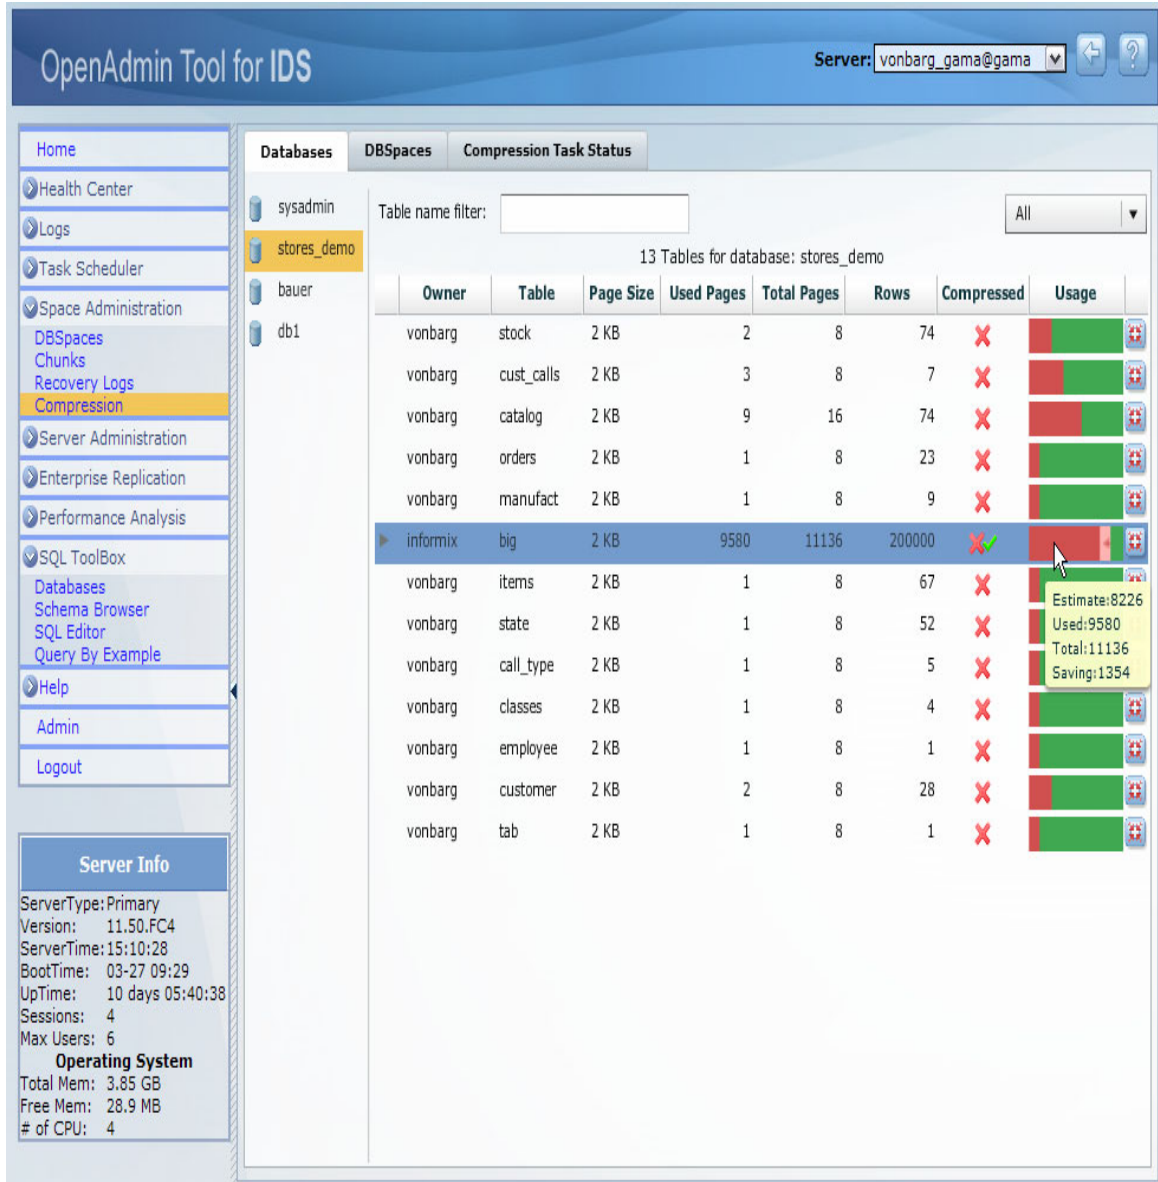 OpenAdmin Tool for IDS
Server: vonbarg_gama@gama
Home
Health Center
Logs
Task Scheduler
Space Administration
DBSpaces
Chunks
Recovery Logs
Compression
Server Administration
Enterprise Replication
Performance Analysis
SQL ToolBox
Databases
Schema Browser
SQL Editor
Query By Example
Help
Admin
Logout
Server Info
ServerType: Primary
Version: 11.50.FC4
ServerTime: 15:10:28
BootTime: 03-27 09:29
UpTime: 10 days 05:40:38
Sessions: 4
Max Users: 6
Operating System
Total Mem: 3.85 GB
Free Mem: 28.9 MB
# of CPU: 4
Databases DBSpaces Compression Task Status
sysadmin
stores_demo
bauer
db1
Table name filter: All
13 Tables for database: stores_demo
Owner Table Page Size Used Pages Total Pages Rows Compressed Usage
vonbarg stock 2 KB 2 8 74
vonbarg cust_calls 2 KB 3 8 7
vonbarg catalog 2 KB 9 16 74
vonbarg orders 2 KB 1 8 23
vonbarg manufact 2 KB 1 8 9
informix big 2 KB 9580 11136 200000
vonbarg items 2 KB 1 8 67
vonbarg state 2 KB 1 8 52
vonbarg call_type 2 KB 1 8 5
vonbarg classes 2 KB 1 8 4
vonbarg employee 2 KB 1 8 1
vonbarg customer 2 KB 2 8 28
vonbarg tab 2 KB 1 8 1
Estimate:8226
Used:9580
Total:11136
Saving:1354